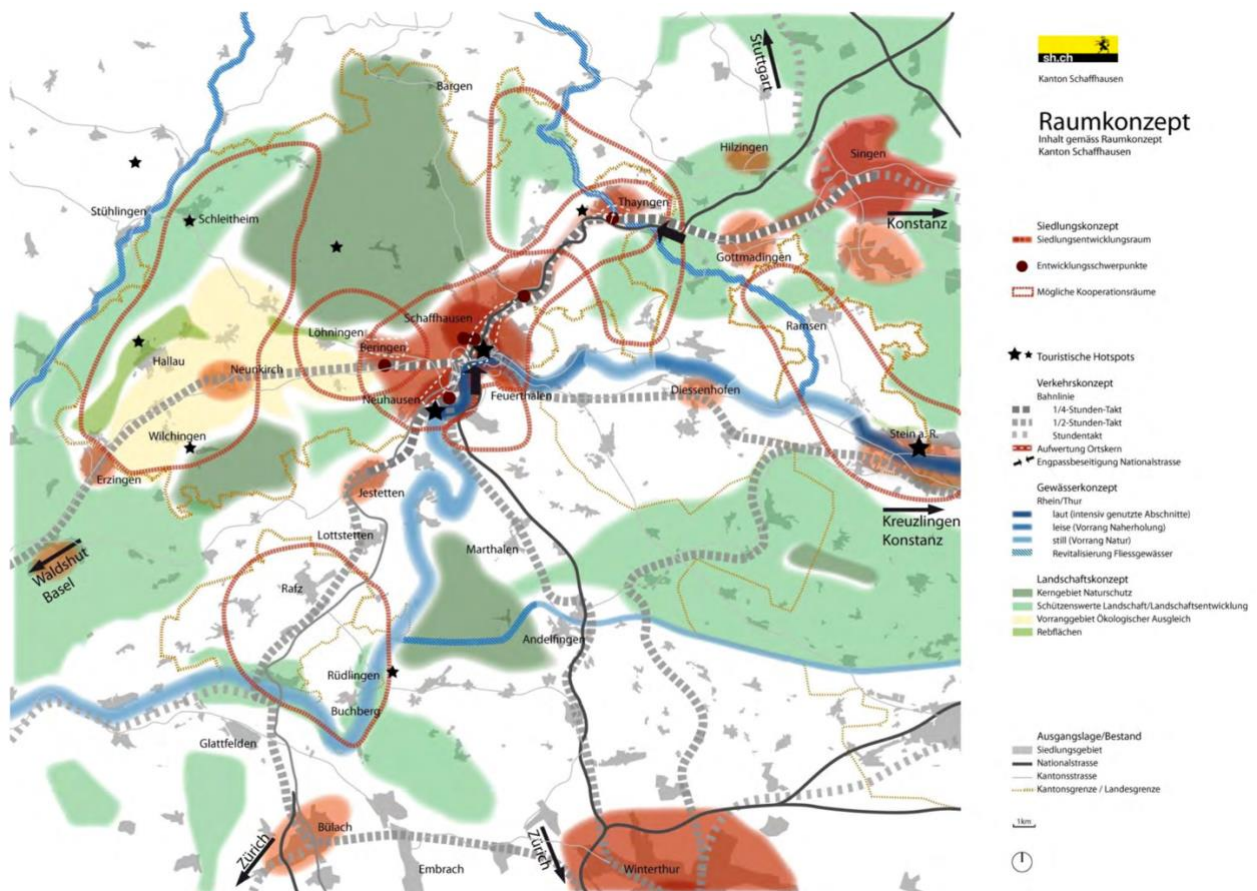 Stuttgart
Bargen
Hilzingen
Singen
Stühlingen
Schleitheim
Thayngen
Konstanz
Gottmadingen
Schaffhausen
Löhningen
Ramsen
Beringen
Hallau
Neunkirch
Feuerthalen
Diessenhofen
Neuhausen
Wilchingen
Stein a. R.
Erzingen
Jestetten
Kreuzlingen
Konstanz
Lottstetten
Marthalen
Waldshut
Basel
Rafz
Andelfingen
Rüdlingen
Buchberg
Glattfelden
Bülach
Zürich
Zürich
Embrach
Winterthur
sh.ch
Kanton Schaffhausen
Raumkonzept
Inhalt gemäss Raumkonzept
Kanton Schaffhausen
Siedlungskonzept
Siedlungsentwicklungsraum
Entwicklungsschwerpunkte
Mögliche Kooperationsräume
Touristische Hotspots
Verkehrskonzept
Bahnlinie
1/4-Stunden-Takt
1/2-Stunden-Takt
Stundentakt
Aufwertung Ortskern
Engpassbeseitigung Nationalstrasse
Gewässerkonzept
Rhein/Thur
laut (intensiv genutzte Abschnitte)
leise (Vorrang Naherholung)
still (Vorrang Natur)
Revitalisierung Fliessgewässer
Landschaftskonzept
Kerngebiet Naturschutz
Schützenswerte Landschaft/Landschaftsentwicklung
Vorranggebiet Ökologischer Ausgleich
Rebflächen
Ausgangslage/Bestand
Siedlungsgebiet
Nationalstrasse
Kantonsstrasse
Kantonsgrenze / Landesgrenze
1km